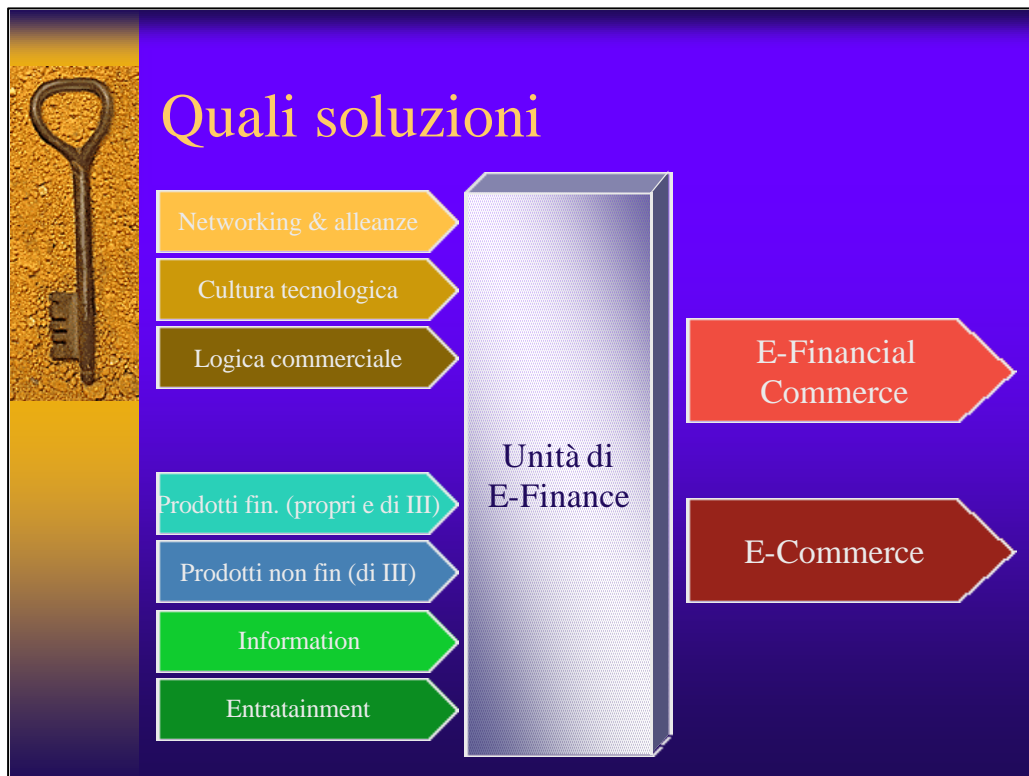 Quali soluzioni
Networking & alleanze
Cultura tecnologica
Logica commerciale
Prodotti fin. (propri e di III)
Prodotti non fin (di III)
Information
Entratainment
Unità di
E-Finance
E-Financial
Commerce
E-Commerce